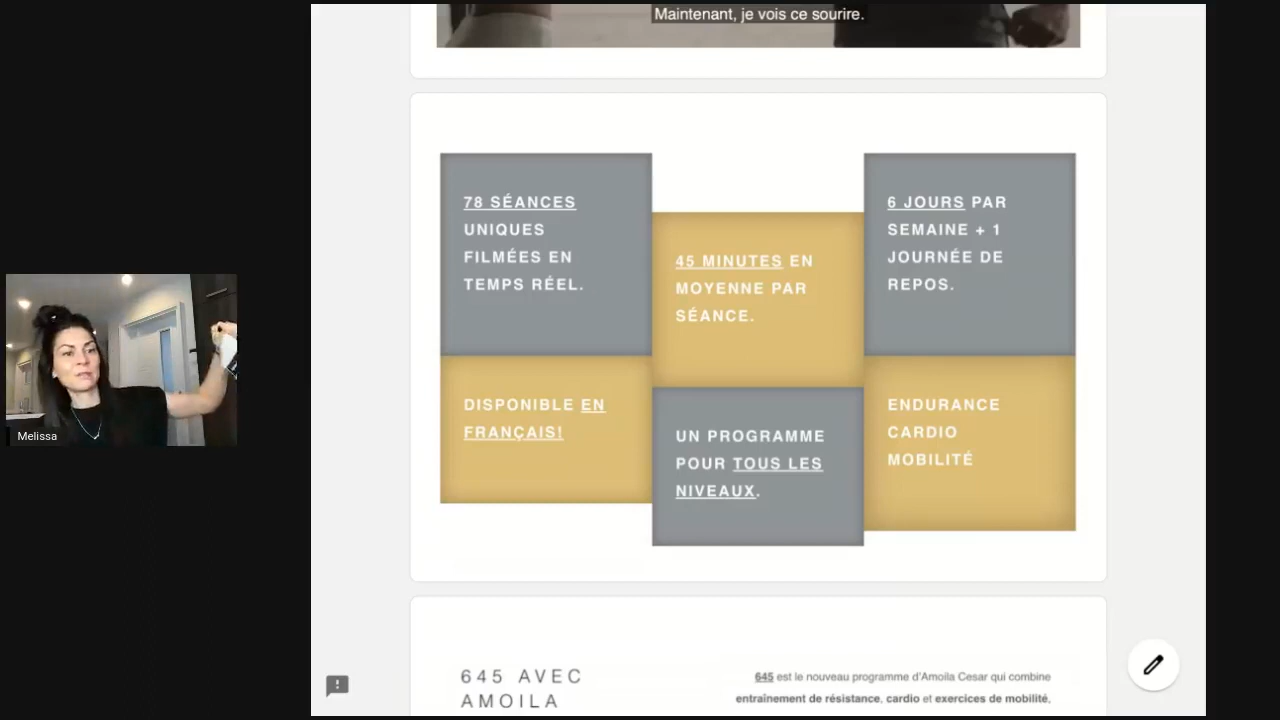 Maintenant, je vois ce sourire.
78 SÉANCES
UNIQUES
FILMÉES EN
TEMPS RÉEL.
45 MINUTES EN
MOYENNE PAR
SÉANCE.
6 JOURS PAR
SEMAINE + 1
JOURNÉE DE
REPOS.
DISPONIBLE EN
FRANÇAIS!
UN PROGRAMME
POUR TOUS LES
NIVEAUX.
ENDURANCE
CARDIO
MOBILITÉ
Melissa
645 AVEC
AMOILA
645 est le nouveau programme d'Amoila Cesar qui combine
entraînement de résistance, cardio et exercices de mobilité,